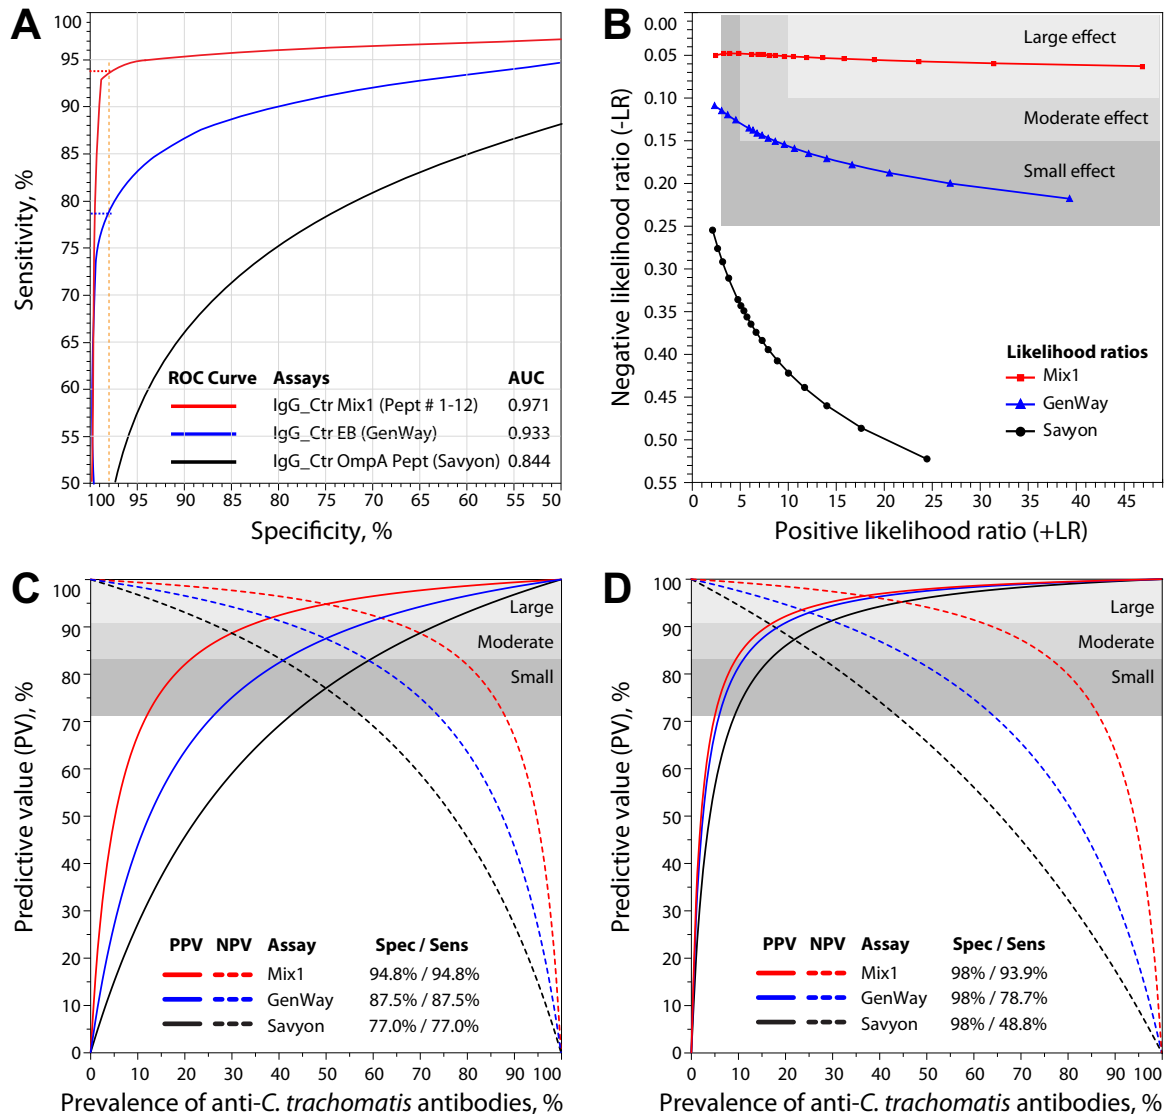 A
100
95
90
85
80
75
70
65
60
55
50
Sensitivity, %
ROC Curve Assays AUC
IgG_Ctr Mix1 (Pept # 1-12) 0.971
IgG_Ctr EB (GenWay) 0.933
IgG_Ctr OmpA Pept (Savyon) 0.844
100 95 90 85 80 75 70 65 60 55 50
Specificity, %
B
0.00
0.05
0.10
0.15
0.20
0.25
0.30
0.35
0.40
0.45
0.50
0.55
Negative likelihood ratio (-LR)
Large effect
Moderate effect
Small effect
Likelihood ratios
Mix1
GenWay
Savyon
0 5 10 15 20 25 30 35 40 45
Positive likelihood ratio (+LR)
C
100
90
80
70
60
50
40
30
20
10
0
Predictive value (PV), %
Large
Moderate
Small
PPV NPV Assay Spec / Sens
Mix1 94.8% / 94.8%
GenWay 87.5% / 87.5%
Savyon 77.0% / 77.0%
0 10 20 30 40 50 60 70 80 90 100
Prevalence of anti-C. trachomatis antibodies, %
D
100
90
80
70
60
50
40
30
20
10
0
Predictive value (PV), %
Large
Moderate
Small
PPV NPV Assay Spec / Sens
Mix1 98% / 93.9%
GenWay 98% / 78.7%
Savyon 98% / 48.8%
0 10 20 30 40 50 60 70 80 90 100
Prevalence of anti-C. trachomatis antibodies, %